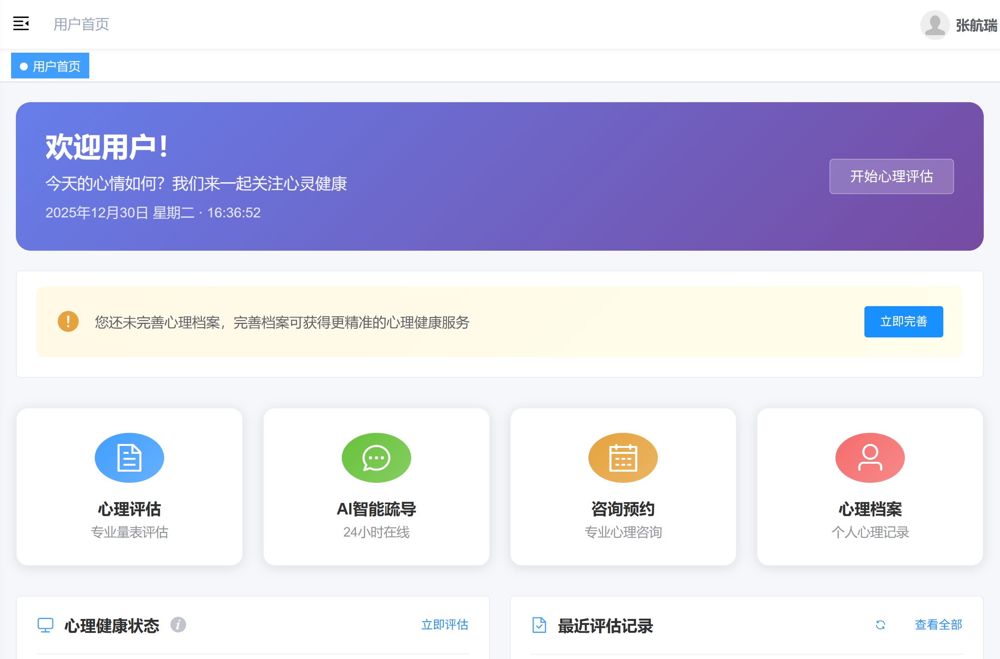 用户首页
张航瑞
用户首页
欢迎用户！
今天的心情如何？我们来一起关注心灵健康
2025年12月30日 星期二 · 16:36:52
开始心理评估
您还未完善心理档案，完善档案可获得更精准的心理健康服务
立即完善
心理评估
专业量表评估
AI智能疏导
24小时在线
咨询预约
专业心理咨询
心理档案
个人心理记录
心理健康状态
立即评估
最近评估记录
查看全部